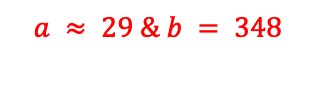 a ≈ 29 & b = 348